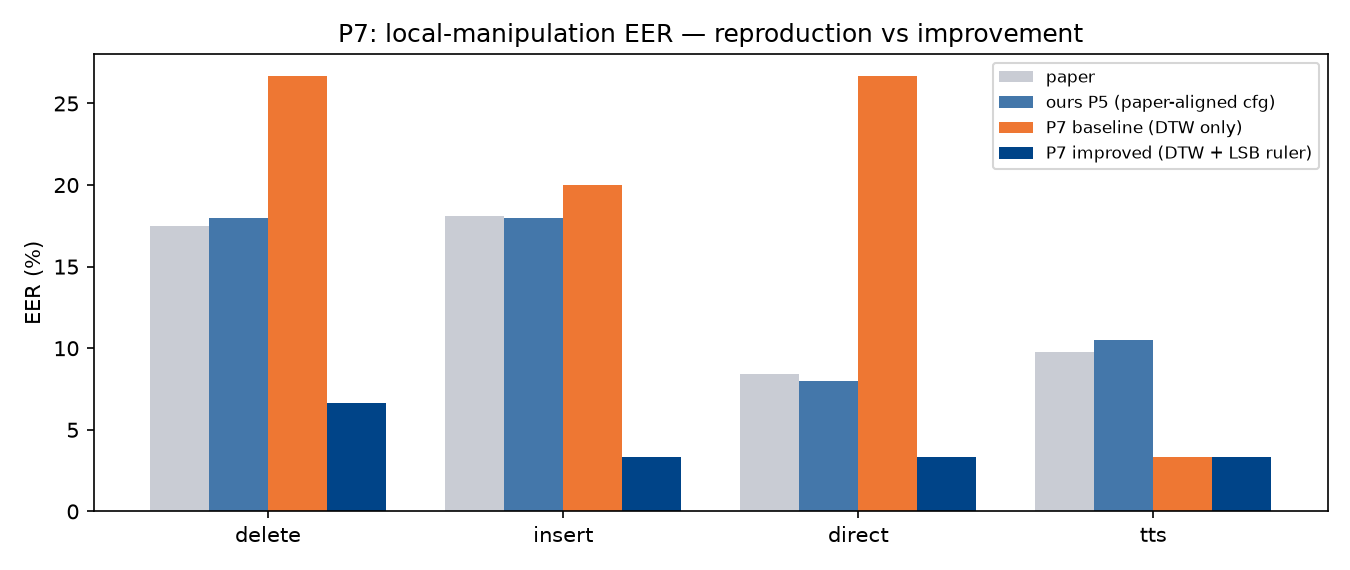 P7: local-manipulation EER — reproduction vs improvement
paper
ours P5 (paper-aligned cfg)
P7 baseline (DTW only)
P7 improved (DTW + LSB ruler)
EER (%)
25
20
15
10
5
0
delete insert direct tts